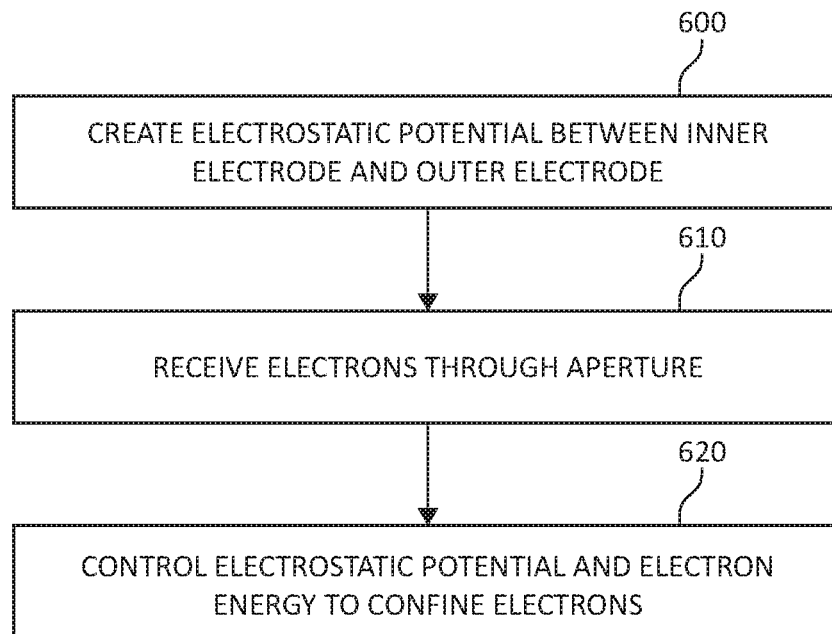 600
CREATE ELECTROSTATIC POTENTIAL BETWEEN INNER
ELECTRODE AND OUTER ELECTRODE
610
RECEIVE ELECTRONS THROUGH APERTURE
620
CONTROL ELECTROSTATIC POTENTIAL AND ELECTRON
ENERGY TO CONFINE ELECTRONS